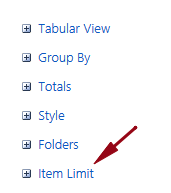 Tabular View
Group By
Totals
Style
Folders
Item Limit